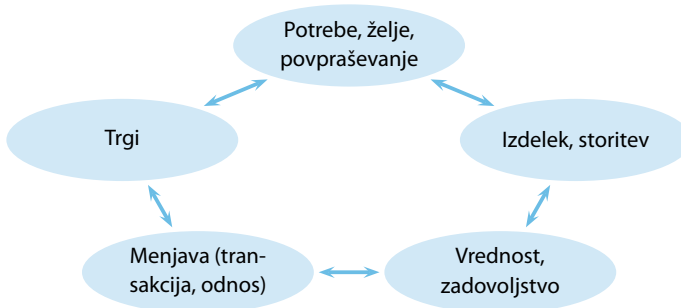 Potrebe, želje,
povpraševanje
Trgi
Izdelek, storitev
Menjava (tran-
sakcija, odnos)
Vrednost,
zadovoljstvo